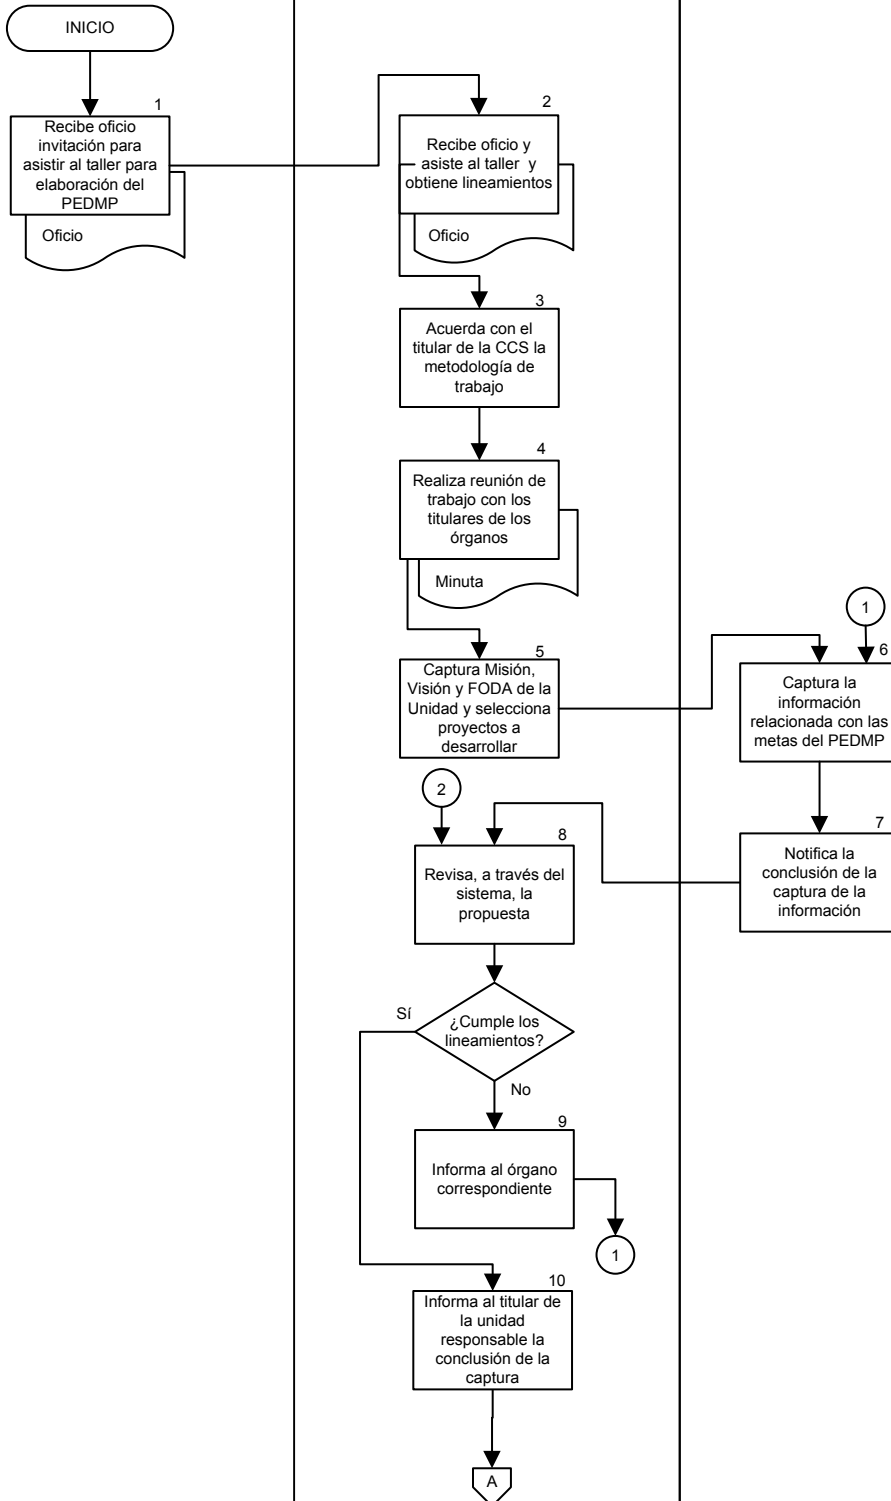 INICIO
1
Recibe oficio
invitación para
asistir al taller para
elaboración del
PEDMP
Oficio
2
Recibe oficio y
asiste al taller y
obtiene lineamientos
Oficio
3
Acuerda con el
titular de la CCS la
metodología de
trabajo
4
Realiza reunión de
trabajo con los
titulares de los
órganos
Minuta
5
Captura Misión,
Visión y FODA de la
Unidad y selecciona
proyectos a
desarrollar
1
6
Captura la
información
relacionada con las
metas del PEDMP
7
Notifica la
conclusión de la
captura de la
información
2
8
Revisa, a través del
sistema, la
propuesta
¿Cumple los
lineamientos?
Sí
No
9
Informa al órgano
correspondiente
1
10
Informa al titular de
la unidad
responsable la
conclusión de la
captura
A